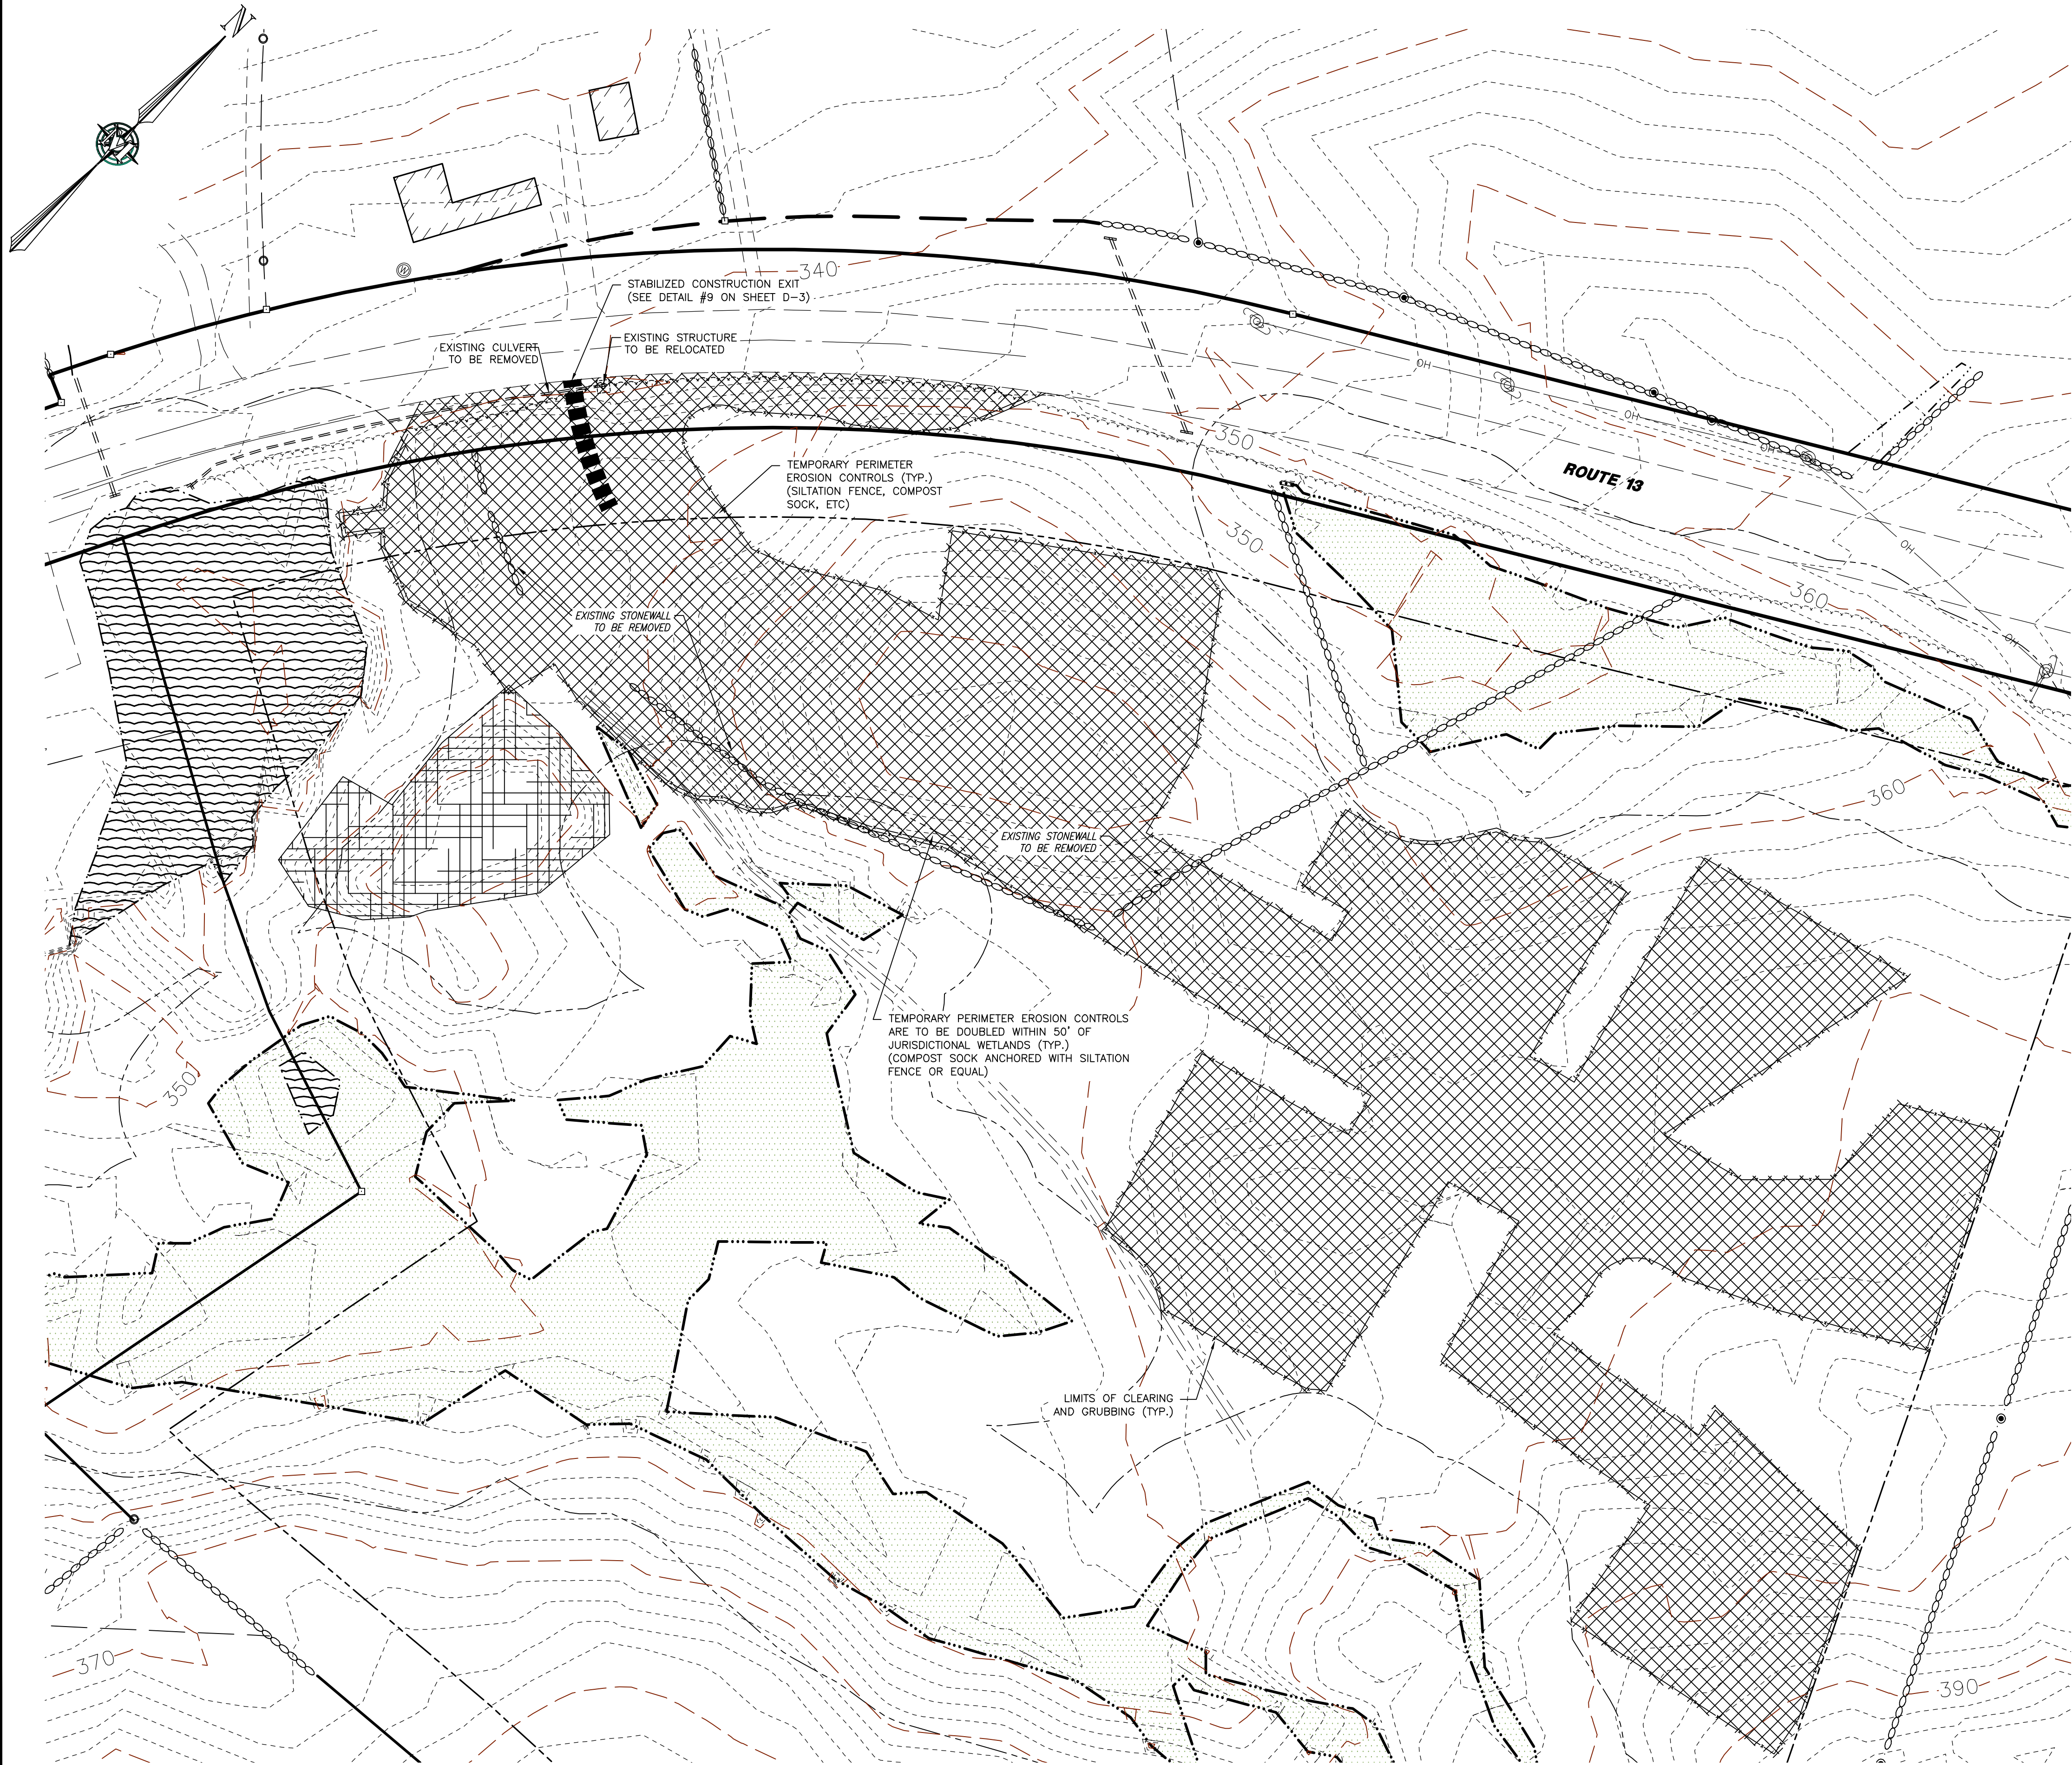 N
340
STABILIZED CONSTRUCTION EXIT
(SEE DETAIL #9 ON SHEET D-3)
EXISTING CULVERT
TO BE REMOVED
EXISTING STRUCTURE
TO BE RELOCATED
W
OH
OH
OH
OH
OH
350
ROUTE 13
TEMPORARY PERIMETER
EROSION CONTROLS (TYP.)
(SILTATION FENCE, COMPOST
SOCK, ETC)
350
360
EXISTING STONEWALL
TO BE REMOVED
360
EXISTING STONEWALL
TO BE REMOVED
TEMPORARY PERIMETER EROSION CONTROLS
ARE TO BE DOUBLED WITHIN 50' OF
JURISDICTIONAL WETLANDS (TYP.)
(COMPOST SOCK ANCHORED WITH SILTATION
FENCE OR EQUAL)
350
LIMITS OF CLEARING
AND GRUBBING (TYP.)
370
390